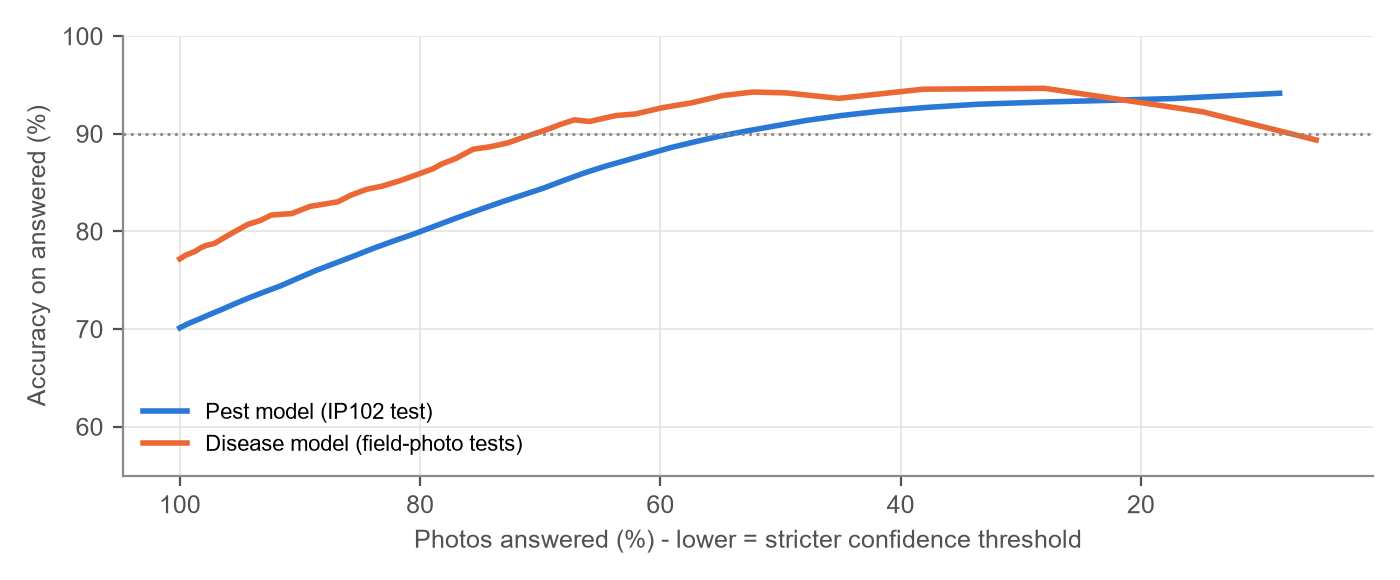 100
90
80
70
60
Accuracy on answered (%)
Pest model (IP102 test)
Disease model (field-photo tests)
100 80 60 40 20
Photos answered (%) - lower = stricter confidence threshold